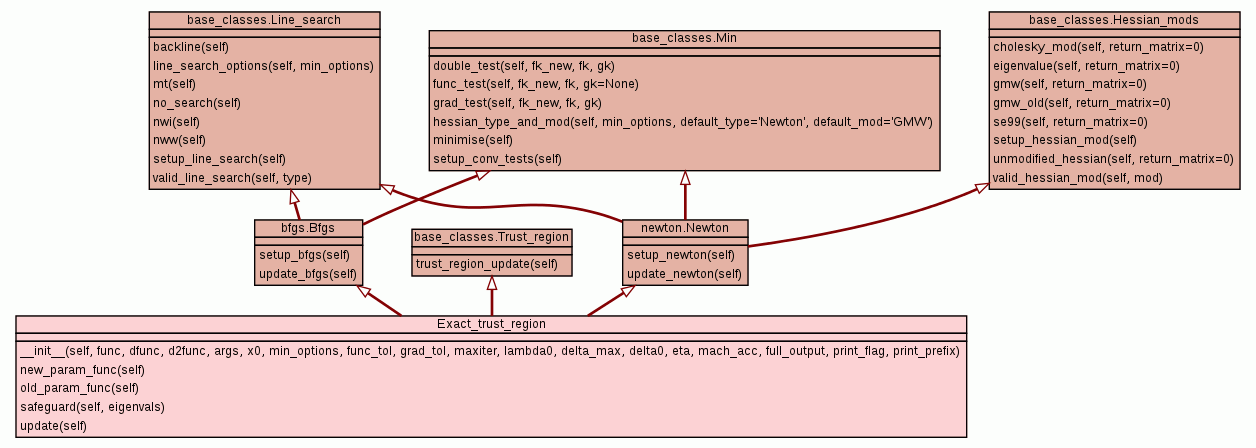 base_classes.Line_search
backline(self)
line_search_options(self, min_options)
mt(self)
no_search(self)
nwi(self)
nww(self)
setup_line_search(self)
valid_line_search(self, type)
base_classes.Min
double_test(self, fk_new, fk, gk)
func_test(self, fk_new, fk, gk=None)
grad_test(self, fk_new, fk, gk)
hessian_type_and_mod(self, min_options, default_type='Newton', default_mod='GMW')
minimise(self)
setup_conv_tests(self)
base_classes.Hessian_mods
cholesky_mod(self, return_matrix=0)
eigenvalue(self, return_matrix=0)
gmw(self, return_matrix=0)
gmw_old(self, return_matrix=0)
se99(self, return_matrix=0)
setup_hessian_mod(self)
unmodified_hessian(self, return_matrix=0)
valid_hessian_mod(self, mod)
bfgs.Bfgs
setup_bfgs(self)
update_bfgs(self)
base_classes.Trust_region
trust_region_update(self)
newton.Newton
setup_newton(self)
update_newton(self)
Exact_trust_region
__init__(self, func, dfunc, d2func, args, x0, min_options, func_tol, grad_tol, maxiter, lambda0, delta_max, delta0, eta, mach_acc, full_output, print_flag, print_prefix)
new_param_func(self)
old_param_func(self)
safeguard(self, eigenvals)
update(self)